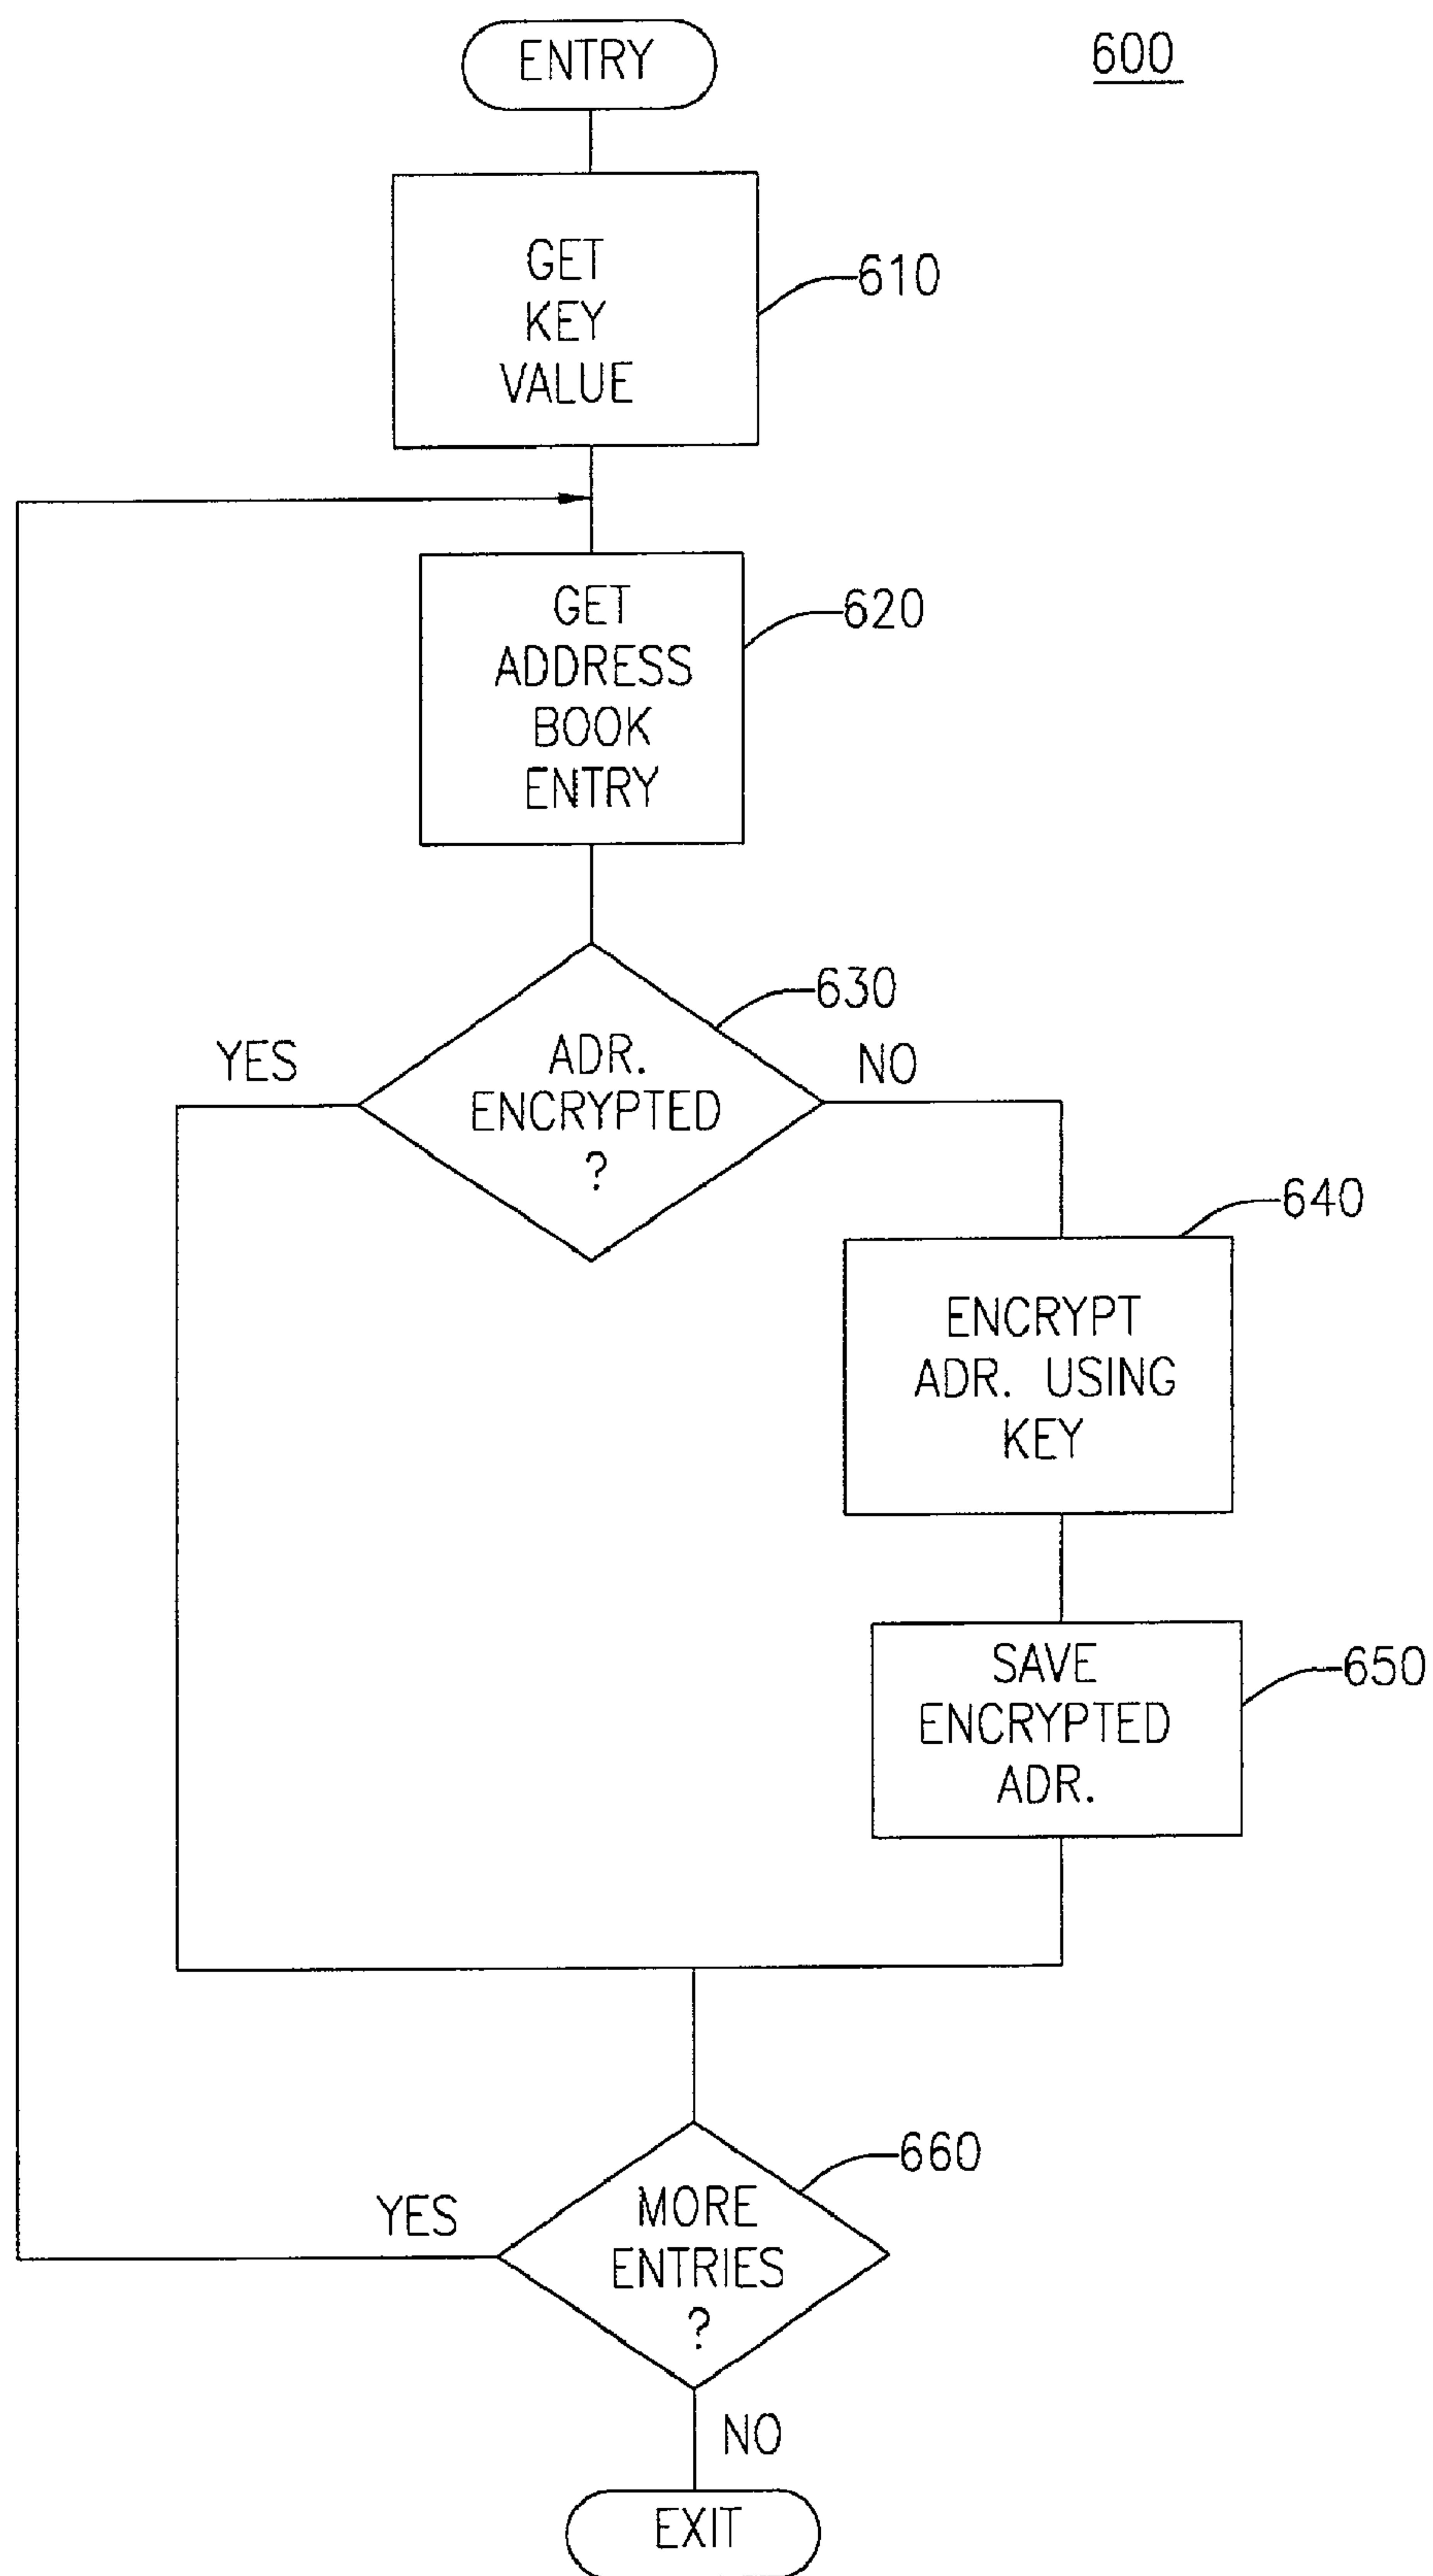 ENTRY
600
GET
KEY
VALUE
610
GET
ADDRESS
BOOK
ENTRY
620
630
YES
ADR.
ENCRYPTED
?
NO
640
ENCRYPT
ADR. USING
KEY
SAVE
ENCRYPTED
ADR.
650
660
YES
MORE
ENTRIES
?
NO
EXIT